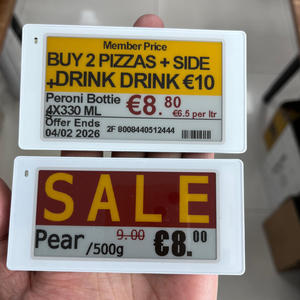 Member Price
BUY 2 PIZZAS + SIDE
+DRINK DRINK €10
Peroni Bottie €8.80
4X330 ML €6.5 per ltr
Offer Ends
04/02 2026 2F 8008440512444
SALE
Pear /500g 9.00 €8.00